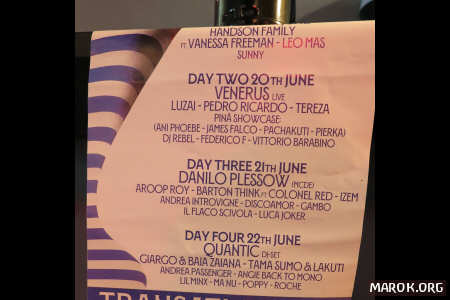 HANDSON FAMILY
FT VANESSA FREEMAN - LEO MAS
SUNNY
DAY TWO 20TH JUNE
VENERUS LIVE
LUZAI - PEDRO RICARDO - TEREZA
PINÁ SHOWCASE:
(ANI PHOEBE - JAMES FALCO - PACHAKUTI - PIERKA)
DJ REBEL - FEDERICO F - VITTORIO BARABINO
DAY THREE 21TH JUNE
DANILO PLESSOW (MCDE)
AROOP ROY - BARTON THINK FT COLONEL RED - IZEM
ANDREA INTROVIGNE - DISCOAMOR - GAMBO
IL FLACO SCIVOLA - LUCA JOKER
DAY FOUR 22TH JUNE
QUANTIC DJ-SET
GIARGO & BAIA ZAIANA - TAMA SUMO & LAKUTI
ANDREA PASSENGER - ANGIE BACK TO MONO
LIL MINX - MA NU - POPPY - ROCHE
MAROK.ORG